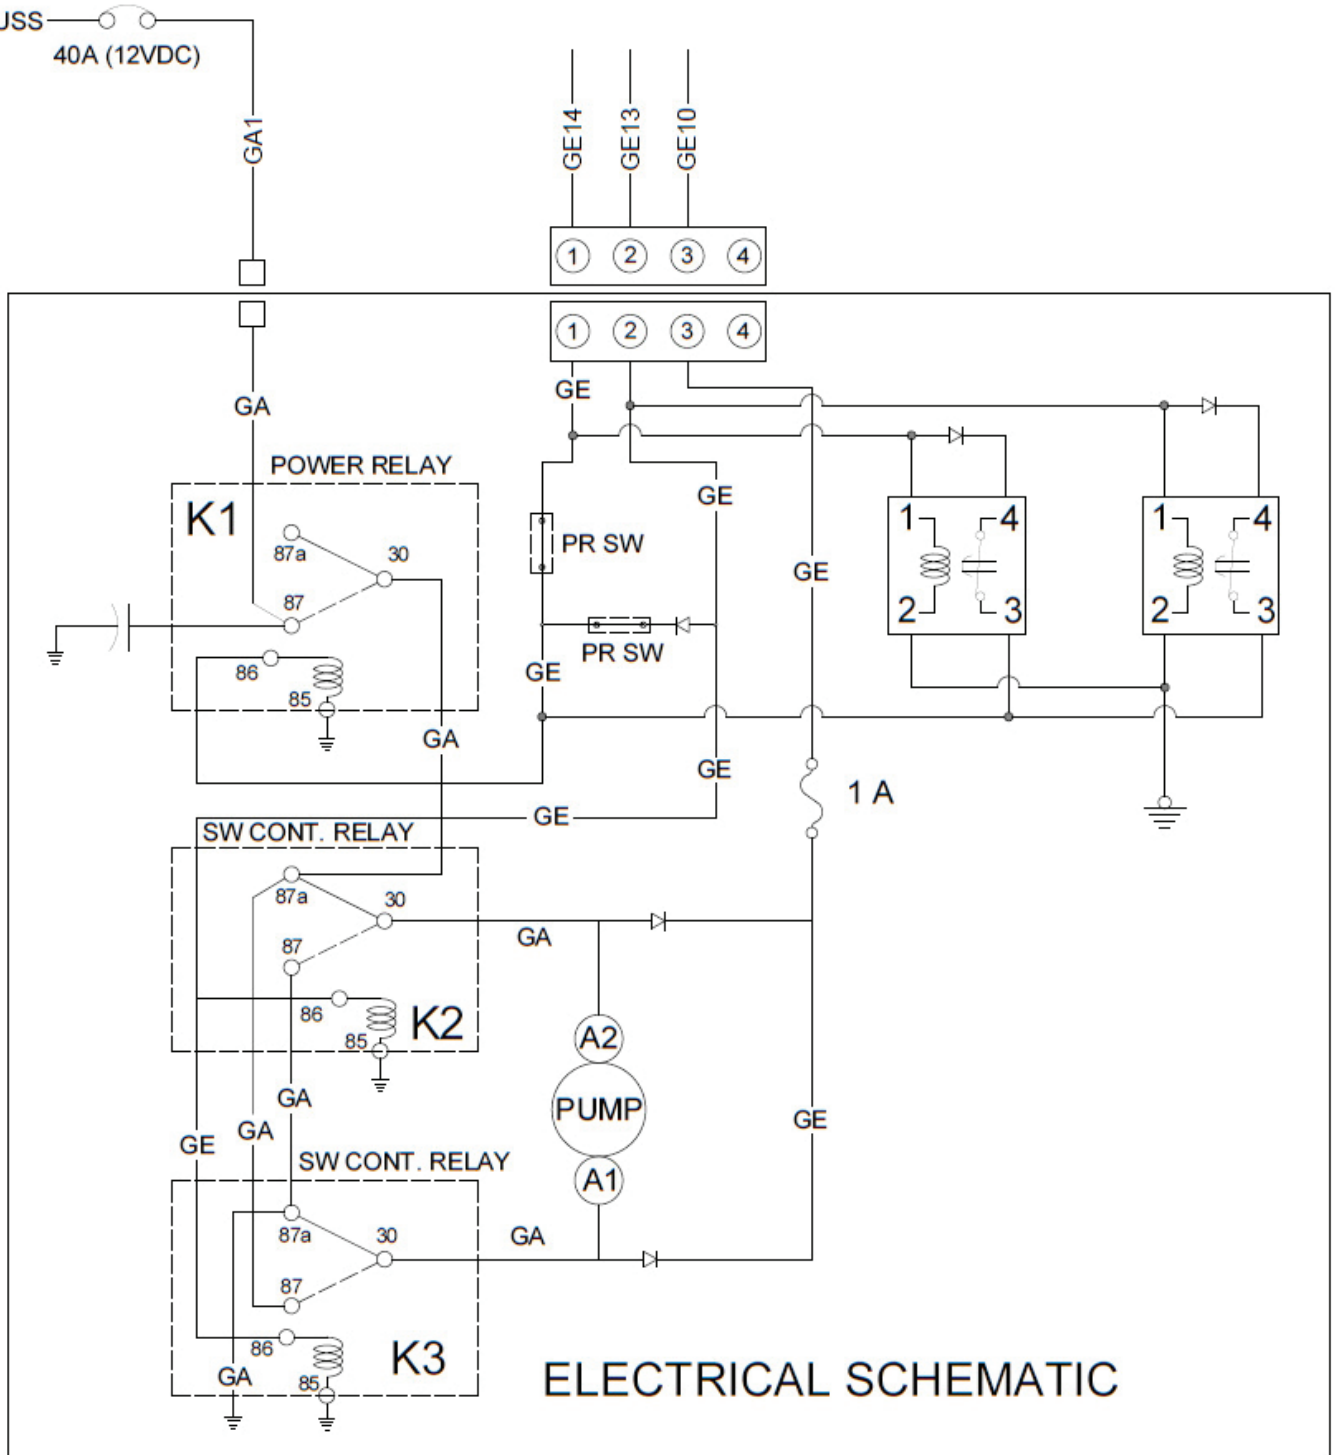 USS
40A (12VDC)
GA1
GE14
GE13
GE10
1 2 3 4
1 2 3 4
GE
GA
POWER RELAY
K1
87a
30
87
86
85
GE
PR SW
PR SW
GE
GE
1 4
2 3
1 4
2 3
GA
GE
1 A
GE
SW CONT. RELAY
87a
30
87
86
85
K2
GA
A2
PUMP
A1
GA
GA
GE
GE
SW CONT. RELAY
87a
30
GA
87
86
85
K3
GA
ELECTRICAL SCHEMATIC